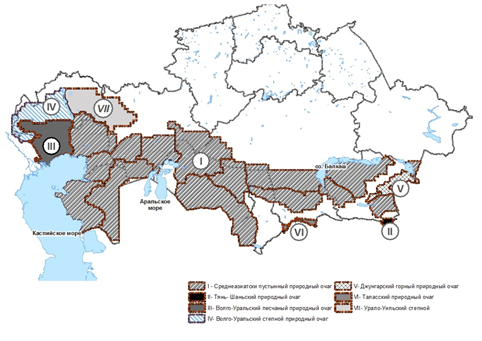 IV
VII
III
I
оз. Балхаш
V
Аральское
море
II
Каспийское море
VI
I - Среднеазиатски пустынный природный очаг
II- Тянь- Шаньский природный очаг
III- Волго-Уральский песчаный природный очаг
IV- Волго-Уральский степной природный очаг
V- Джунгарский горный природный очаг
VI- Таласский природный очаг
VII- Урало-Уильский степной